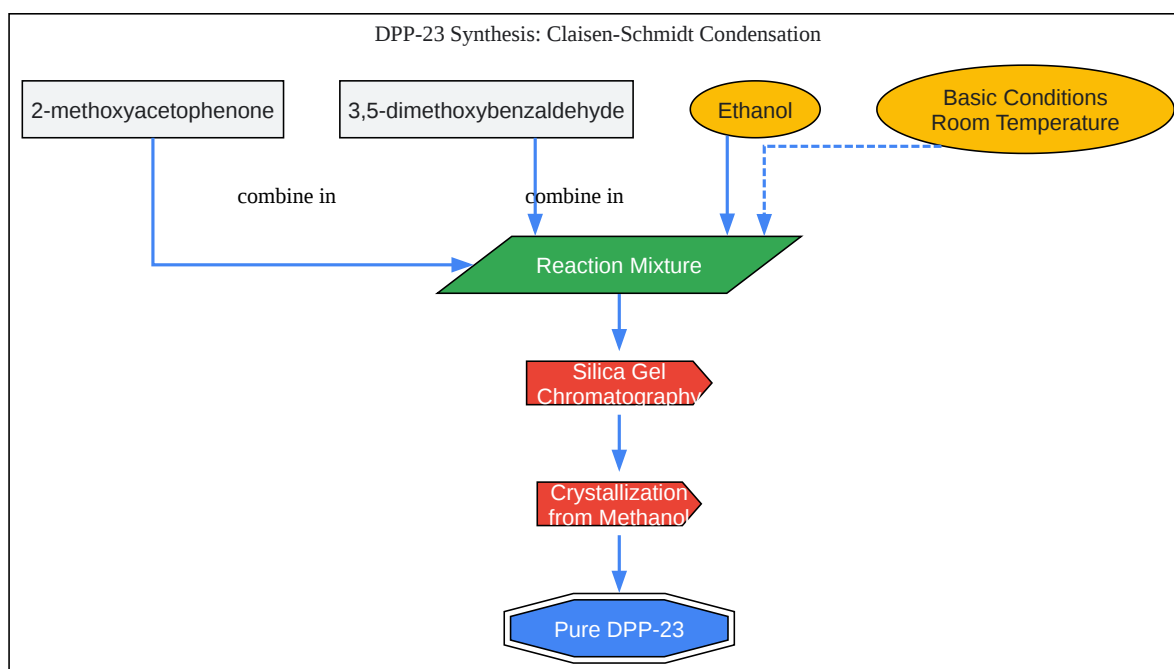 DPP-23 Synthesis: Claisen-Schmidt Condensation
2-methoxyacetophenone
3,5-dimethoxybenzaldehyde
Ethanol
Basic Conditions
Room Temperature
combine in
combine in
Reaction Mixture
Silica Gel
Chromatography
Crystallization
from Methanol
Pure DPP-23